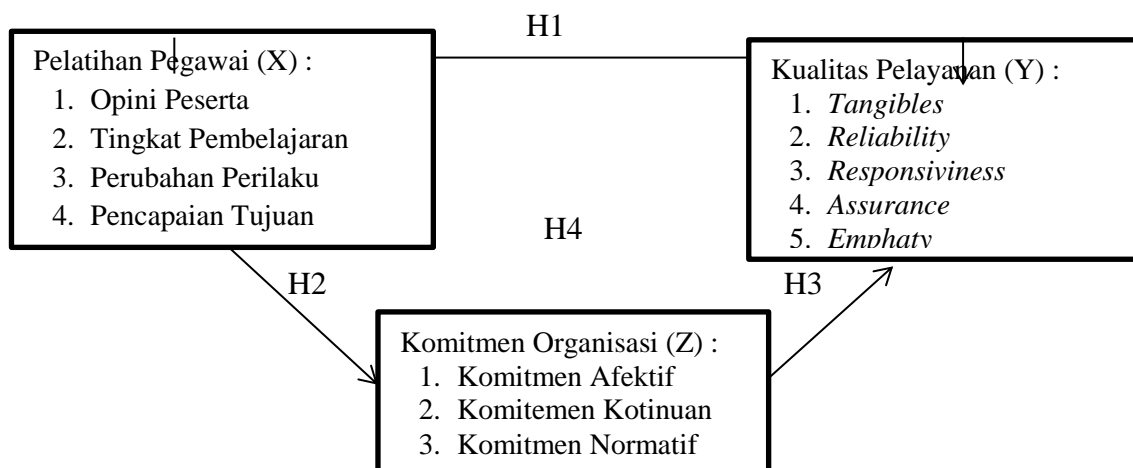 H1
Pelatihan Pegawai (X) :
1. Opini Peserta
2. Tingkat Pembelajaran
3. Perubahan Perilaku
4. Pencapaian Tujuan
Kualitas Pelayanan (Y) :
1. Tangibles
2. Reliability
3. Responsiviness
4. Assurance
5. Emphaty
H4
H2
H3
Komitmen Organisasi (Z) :
1. Komitmen Afektif
2. Komitemen Kotinuan
3. Komitmen Normatif